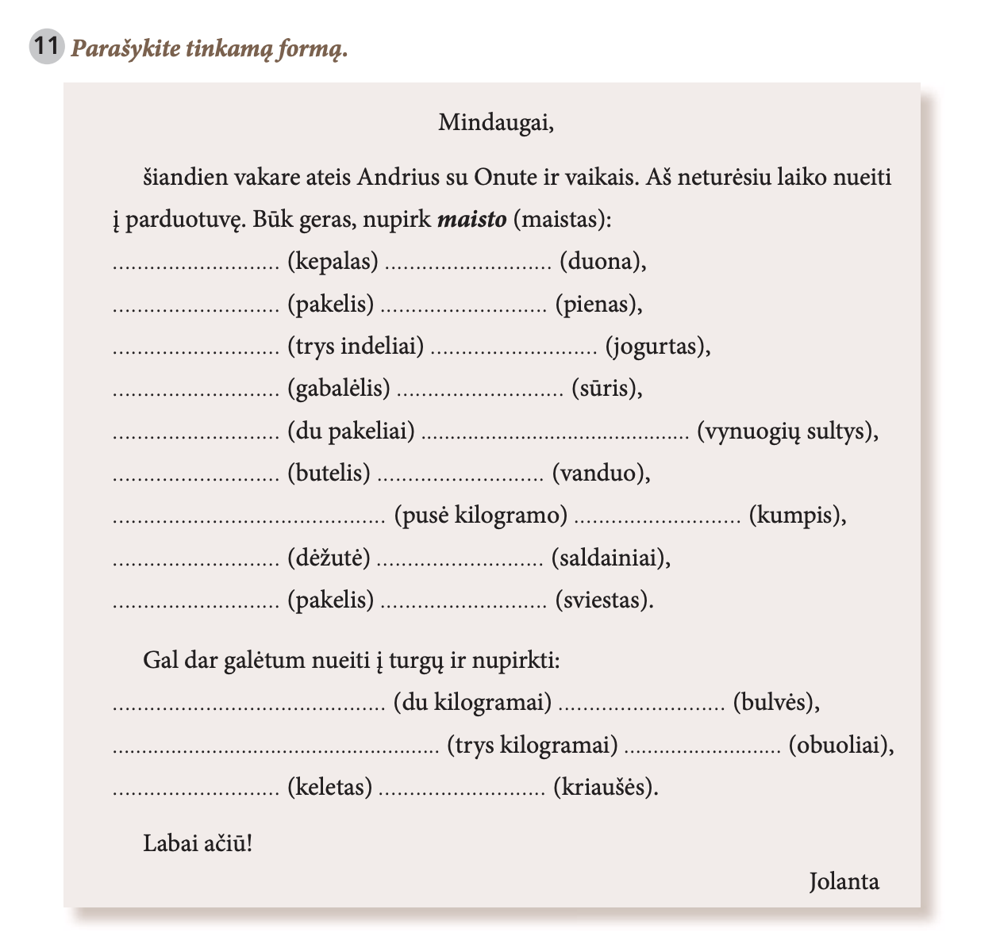 11 Parašykite tinkamą formą.
Mindaugai,
šiandien vakare ateis Andrius su Onute ir vaikais. Aš neturėsiu laiko nueiti
į parduotuvę. Būk geras, nupirk maisto (maistas):
........................... (kepalas) ........................... (duona),
........................... (pakelis) ........................... (pienas),
........................... (trys indeliai) ........................... (jogurtas),
........................... (gabalėlis) ........................... (sūris),
........................... (du pakeliai) ........................................... (vynuogių sultys),
........................... (butelis) ........................... (vanduo),
............................................ (pusė kilogramo) ........................... (kumpis),
........................... (dėžutė) ........................... (saldainiai),
........................... (pakelis) ........................... (sviestas).
Gal dar galėtum nueiti į turgų ir nupirkti:
............................................ (du kilogramai) ........................... (bulvės),
..................................................... (trys kilogramai) ......................... (obuoliai),
........................... (keletas) ........................... (kriaušės).
Labai ačiū!
Jolanta